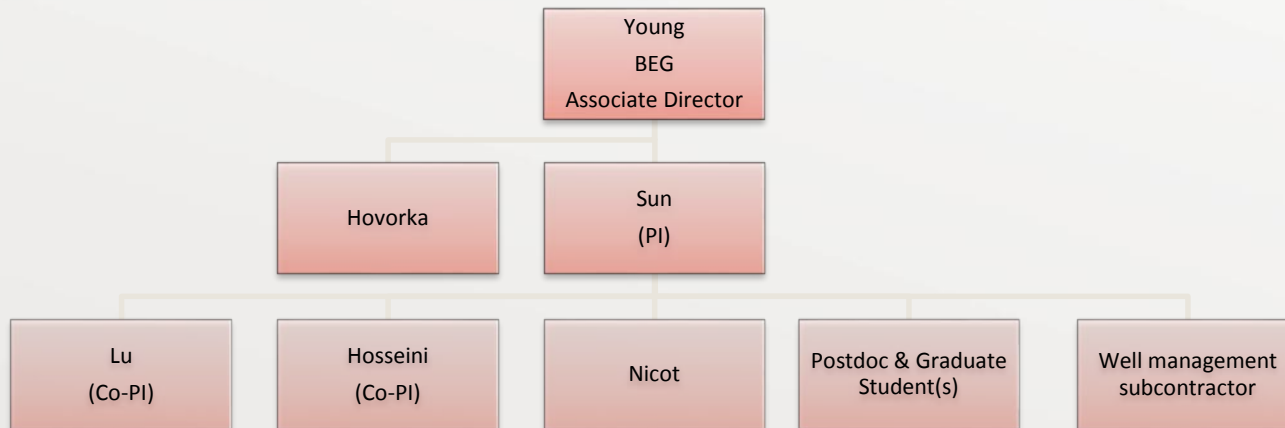 Young
BEG
Associate Director
Hovorka
Sun
(PI)
Lu
(Co-PI)
Hosseini
(Co-PI)
Nicot
Postdoc & Graduate
Student(s)
Well management
subcontractor